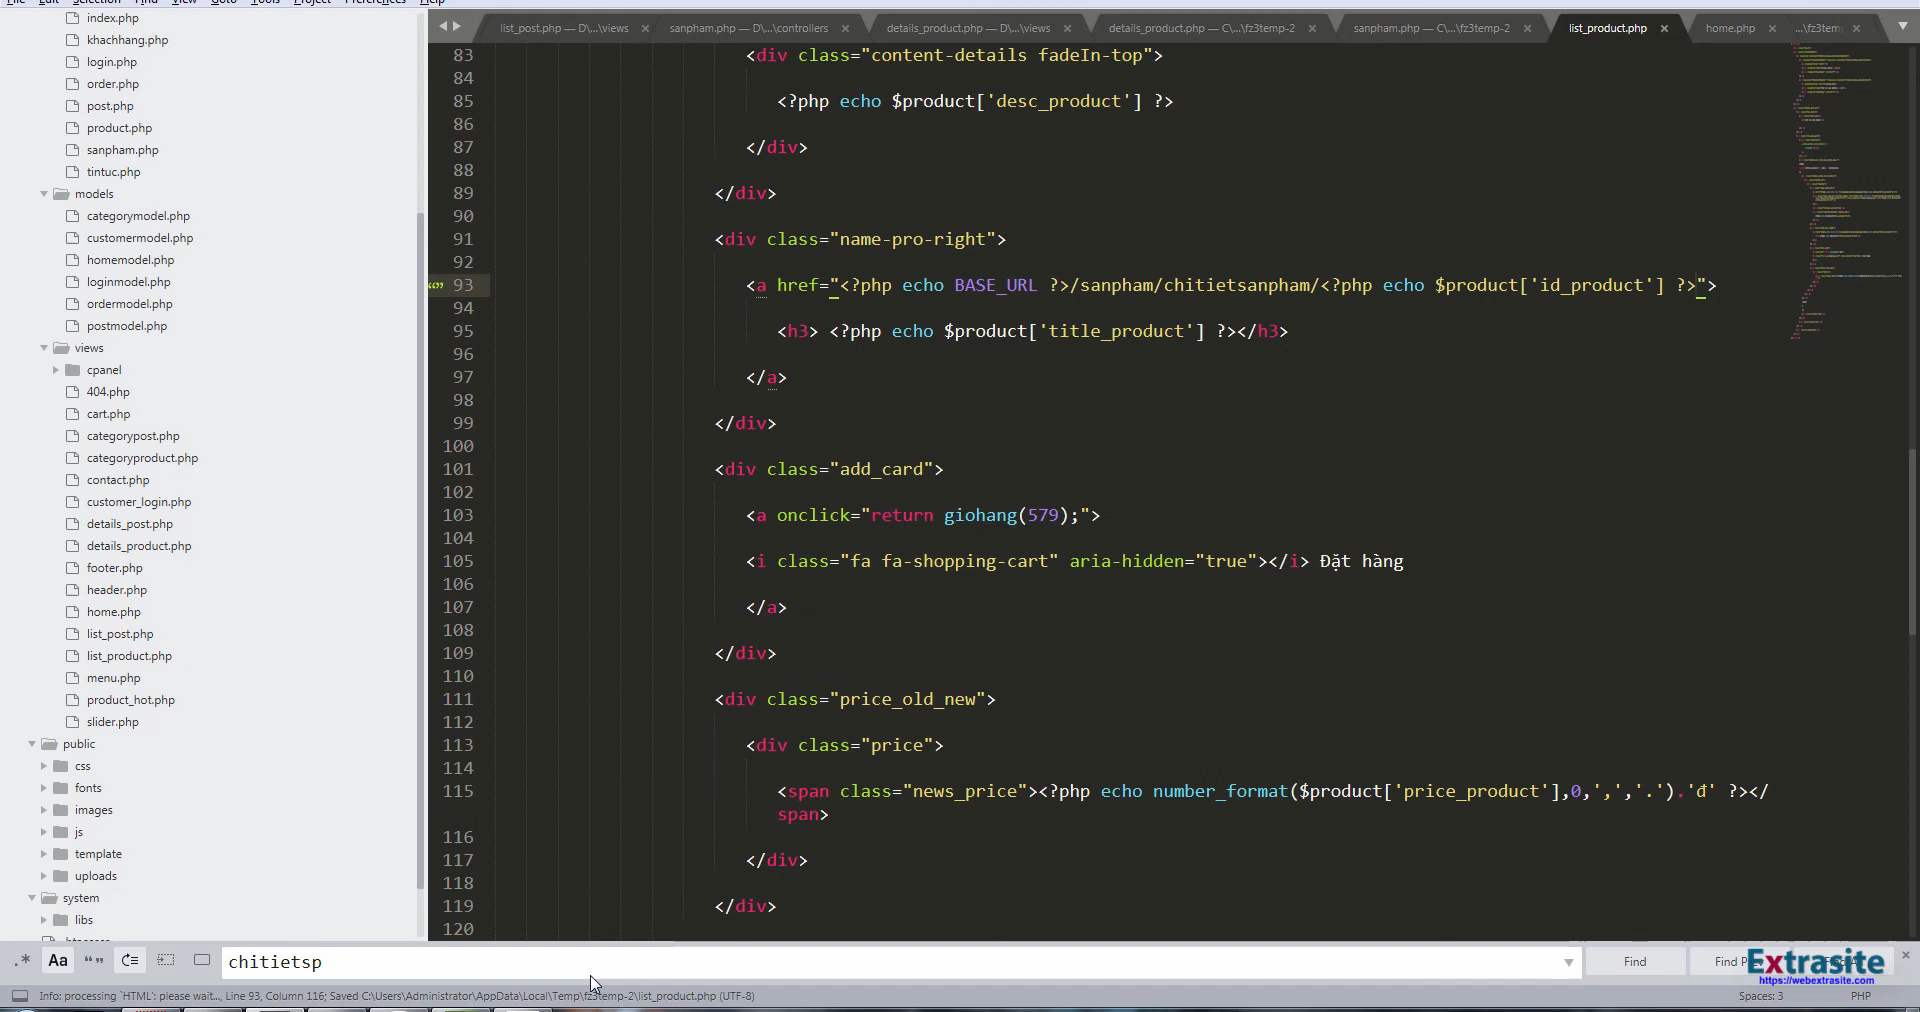 File Edit Selection Find View Goto Tools Project Preferences Help
index.php
khachhang.php
login.php
order.php
post.php
product.php
sanpham.php
tintuc.php
models
categorymodel.php
customermodel.php
homemodel.php
loginmodel.php
ordermodel.php
postmodel.php
views
cpanel
404.php
cart.php
categorypost.php
categoryproduct.php
contact.php
customer_login.php
details_post.php
details_product.php
footer.php
header.php
home.php
list_post.php
list_product.php
menu.php
product_hot.php
slider.php
public
css
fonts
images
js
template
uploads
system
libs
list_post.php — D\...\views
sanpham.php — D\...\controllers
details_product.php — D\...\views
details_product.php — C\...\fz3temp-2
sanpham.php — C\...\fz3temp-2
list_product.php
home.php
...\fz3tem
83 <div class="content-details fadeIn-top">
84
85 <?php echo $product['desc_product'] ?>
86
87 </div>
88
89 </div>
90
91 <div class="name-pro-right">
92
93 <a href="<?php echo BASE_URL ?>/sanpham/chitietsanpham/<?php echo $product['id_product'] ?>">
94
95 <h3> <?php echo $product['title_product'] ?></h3>
96
97 </a>
98
99 </div>
100
101 <div class="add_card">
102
103 <a onclick="return giohang(579);">
104
105 <i class="fa fa-shopping-cart" aria-hidden="true"></i> Đặt hàng
106
107 </a>
108
109 </div>
110
111 <div class="price_old_new">
112
113 <div class="price">
114
115 <span class="news_price"><?php echo number_format($product['price_product'],0,',','.').'đ' ?></
span>
116
117 </div>
118
119 </div>
120
.* Aa “” chitietsp Find
Extrasite
https://webextrasite.com
Info: processing `HTML': please wait..., Line 93, Column 116; Saved C:\Users\Administrator\AppData\Local\Temp\fz3temp-2\list_product.php (UTF-8) Spaces: 3 PHP